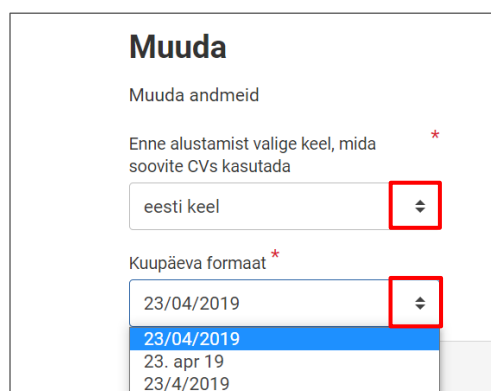 Muuda
Muuda andmeid
Enne alustamist valige keel, mida *
soovite CVs kasutada
eesti keel
Kuupäeva formaat *
23/04/2019
23/04/2019
23. apr 19
23/4/2019